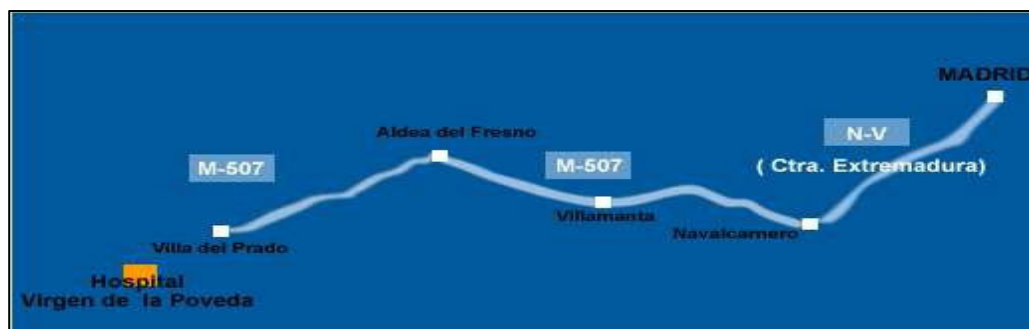 MADRID
N-V
( Ctra. Extremadura)
Aldea del Fresno
M-507
M-507
Villamanta
Navalcarnero
Villa del Prado
Hospital
Virgen de la Poveda